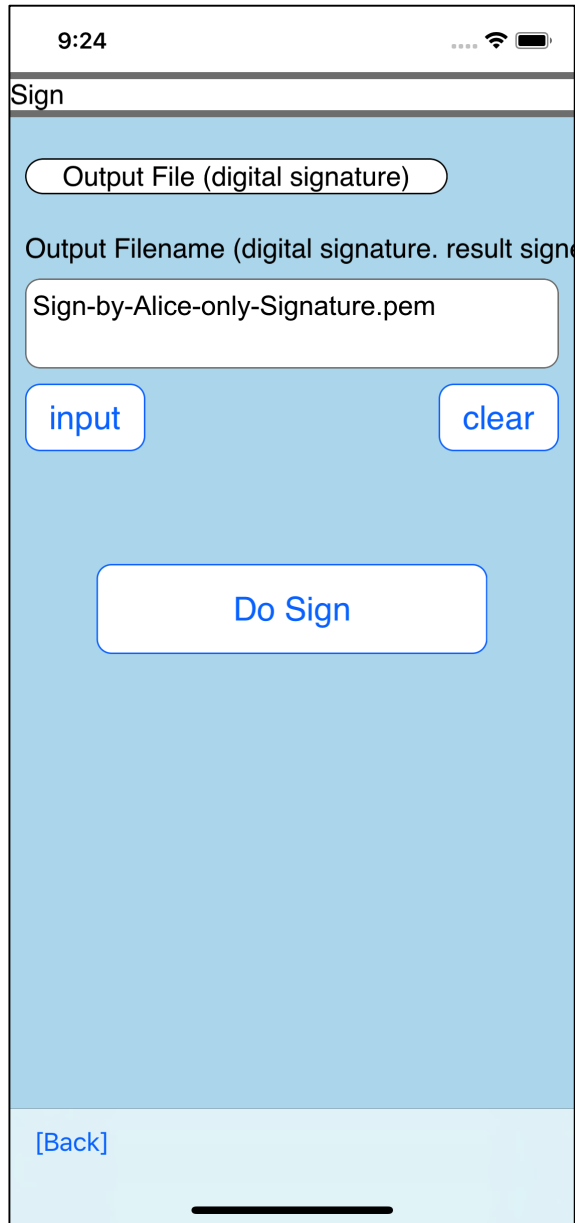 9:24
Sign
Output File (digital signature)
Output Filename (digital signature. result signe
Sign-by-Alice-only-Signature.pem
input
clear
Do Sign
[Back]